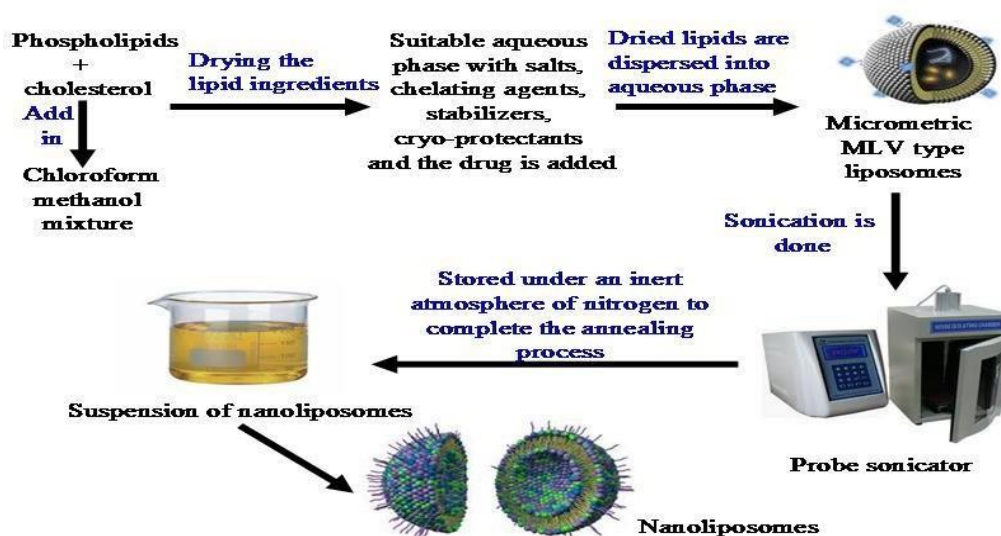 Phospholipids
+
cholesterol
Add
in
Chloroform
methanol
mixture
Drying the
lipid ingredients
Suitable aqueous
phase with salts,
chelating agents,
stabilizers,
cryo-protectants
and the drug is added
Dried lipids are
dispersed into
aqueous phase
Micrometric
MLV type
liposomes
Sonication is
done
Probe sonicator
Stored under an inert
atmosphere of nitrogen to
complete the annealing
process
Suspension of nanoliposomes
Nanoliposomes